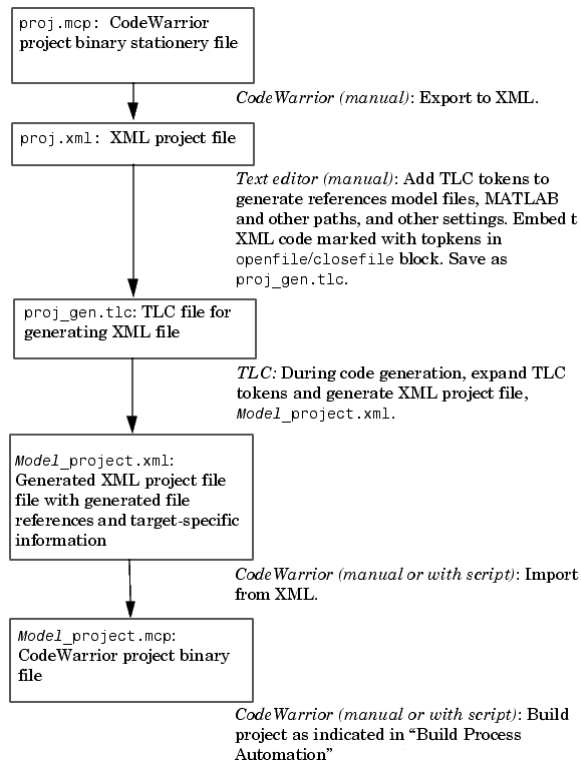 proj.mcp: CodeWarrior
project binary stationery file
CodeWarrior (manual): Export to XML.
proj.xml: XML project file
Text editor (manual): Add TLC tokens to
generate references model files, MATLAB
and other paths, and other settings. Embed t
XML code marked with topkens in
openfile/closefile block. Save as
proj_gen.tlc.
proj_gen.tlc: TLC file for
generating XML file
TLC: During code generation, expand TLC
tokens and generate XML project file,
Model_project.xml.
Model_project.xml:
Generated XML project file
file with generated file
references and target-specific
information
CodeWarrior (manual or with script): Import
from XML.
Model_project.mcp:
CodeWarrior project binary
file
CodeWarrior (manual or with script): Build
project as indicated in “Build Process
Automation”